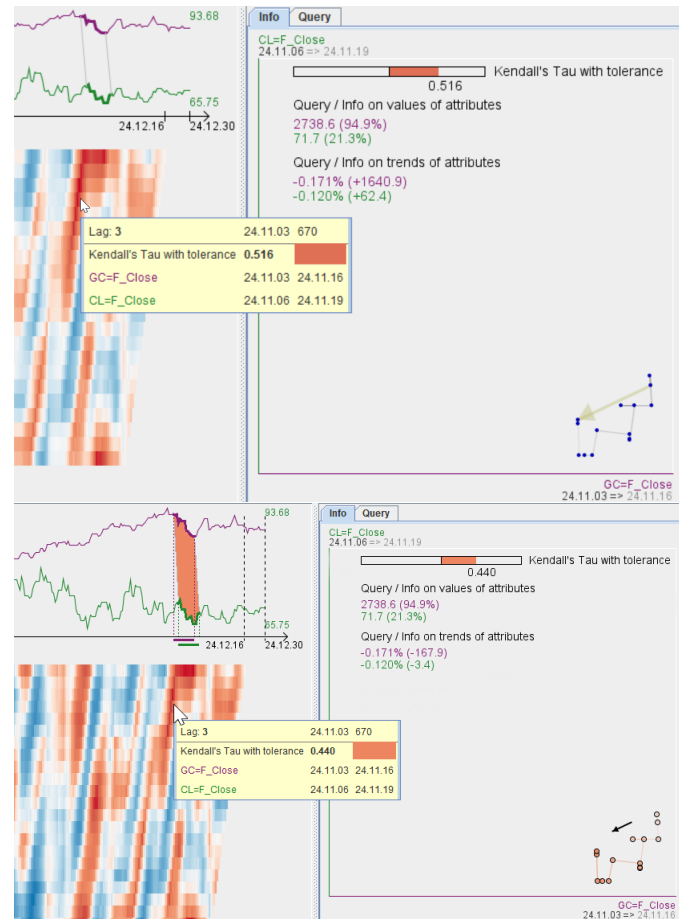 Info Query
93.68
CL=F_Close
24.11.06 => 24.11.19
Kendall's Tau with tolerance
0.516
Query / Info on values of attributes
2738.6 (94.9%)
71.7 (21.3%)
65.75
24.12.16 24.12.30
Query / Info on trends of attributes
-0.171% (+1640.9)
-0.120% (+62.4)
Lag: 3 24.11.03 670
Kendall's Tau with tolerance 0.516
GC=F_Close 24.11.03 24.11.16
CL=F_Close 24.11.06 24.11.19
GC=F_Close
24.11.03 => 24.11.16
Info Query
93.68
CL=F_Close
24.11.06 => 24.11.19
Kendall's Tau with tolerance
0.440
Query / Info on values of attributes
2738.6 (94.9%)
71.7 (21.3%)
65.75
24.12.16 24.12.30
Query / Info on trends of attributes
-0.171% (-167.9)
-0.120% (-3.4)
Lag: 3 24.11.03 670
Kendall's Tau with tolerance 0.440
GC=F_Close 24.11.03 24.11.16
CL=F_Close 24.11.06 24.11.19
GC=F_Close
24.11.03 => 24.11.16